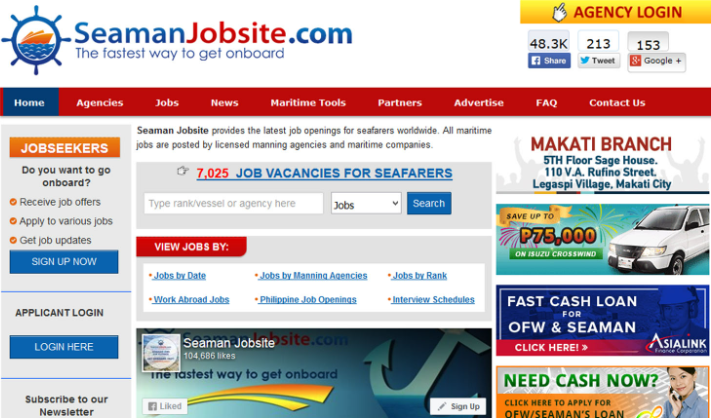 SeamanJobsite.com
The fastest way to get onboard
AGENCY LOGIN
48.3K
213
153
Share
Tweet
Google +
Home
Agencies
Jobs
News
Maritime Tools
Partners
Advertise
FAQ
Contact Us
JOBSEEKERS
Do you want to go
onboard?
Receive job offers
Apply to various jobs
Get job updates
SIGN UP NOW
APPLICANT LOGIN
LOGIN HERE
Subscribe to our
Newsletter
Seaman Jobsite provides the latest job openings for seafarers worldwide. All maritime
jobs are posted by licensed manning agencies and maritime companies.
7,025 JOB VACANCIES FOR SEAFARERS
Type rank/vessel or agency here
Jobs
Search
VIEW JOBS BY:
Jobs by Date
Jobs by Manning Agencies
Jobs by Rank
Work Abroad Jobs
Philippine Job Openings
Interview Schedules
Seaman Jobsite
104,686 likes
The fastest way to get onboard
Liked
Sign Up
MAKATI BRANCH
5TH Floor Sage House.
110 V.A. Rufino Street.
Legaspi Village, Makati City
SAVE UP TO
₱75,000
ON ISUZU CROSSWIND
FAST CASH LOAN
FOR
OFW & SEAMAN
CLICK HERE! »
ASIALINK
Finance Corporation
NEED CASH NOW?
CLICK HERE TO APPLY FOR
OFW/SEAMAN'S LOAN